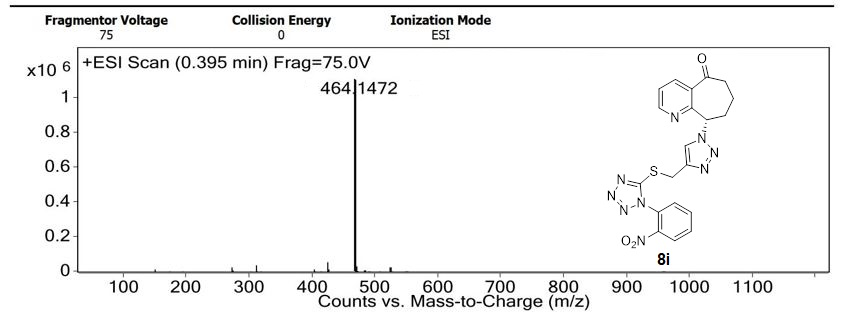 Fragmentor Voltage Collision Energy Ionization Mode
75 0 ESI
x10 6
+ESI Scan (0.395 min) Frag=75.0V
464.1472
1
0.8
0.6
0.4
0.2
0
100 200 300 400 500 600 700 800 900 1000 1100
Counts vs. Mass-to-Charge (m/z)
O
N
N
N
N
S
N
N
N
N
O2N
8i